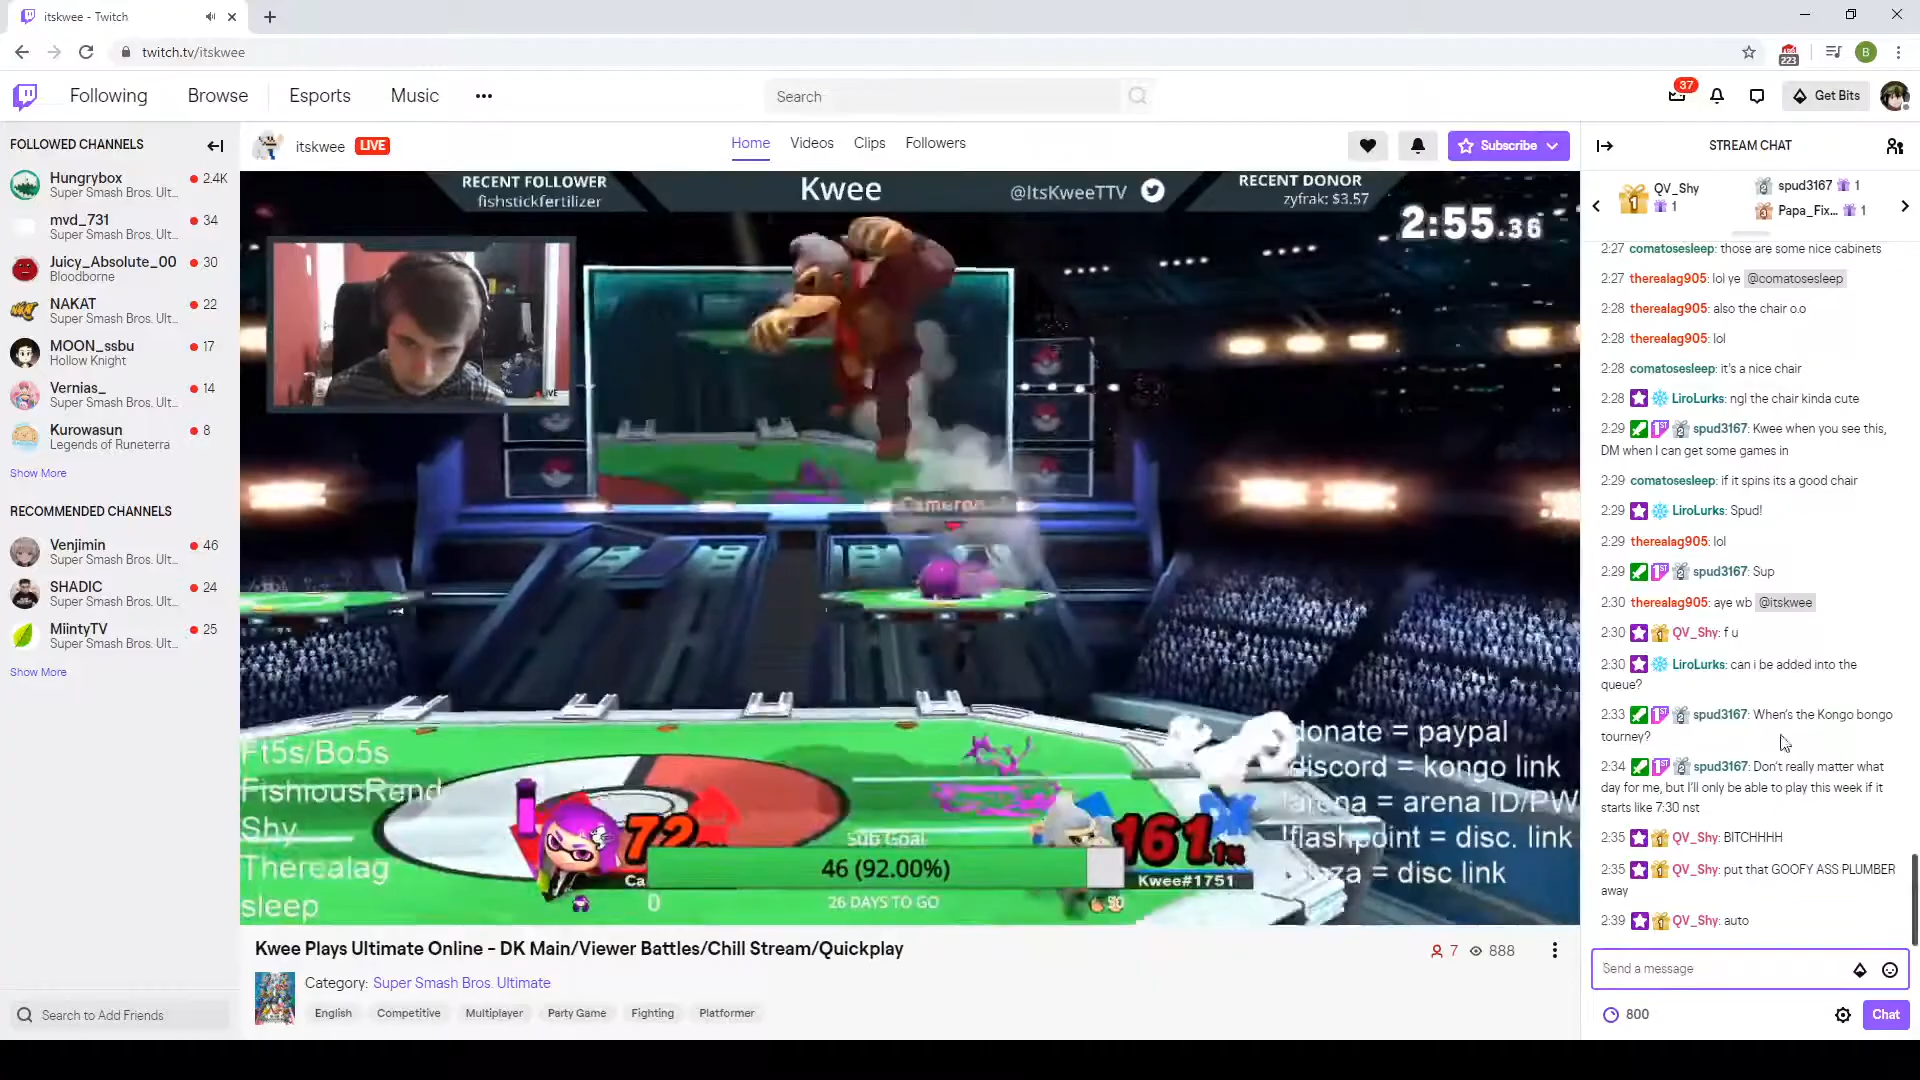 itskwee - Twitch
twitch.tv/itskwee
223
B
Following
Browse
Esports
Music
Search
37
Get Bits
FOLLOWED CHANNELS
Hungrybox
2.4K
Super Smash Bros. Ult...
mvd_731
34
Super Smash Bros. Ult...
Juicy_Absolute_00
30
Bloodborne
NAKAT
22
Super Smash Bros. Ult...
MOON_ssbu
17
Hollow Knight
Vernias_
14
Super Smash Bros. Ult...
Kurowasun
8
Legends of Runeterra
Show More
RECOMMENDED CHANNELS
Venjimin
46
Super Smash Bros. Ult...
SHADIC
24
Super Smash Bros. Ult...
MiintyTV
25
Super Smash Bros. Ult...
Show More
Search to Add Friends
itskwee
LIVE
Home
Videos
Clips
Followers
Subscribe
RECENT FOLLOWER
fishstickfertilizer
Kwee
@ItsKweeTTV
RECENT DONOR
zyfrak: $3.57
2:55.36
LIVE
Cameron
Ft5s/Bo5s
FishiousRend
Shy
Therealag
sleep
donate = paypal
discord = kongo link
!arena = arena ID/PW
!flashpoint = disc. link
= disc link
72
161
Sub Goal
46 (92.00%)
Ca
Kwee#1751
0
26 DAYS TO GO
50
Kwee Plays Ultimate Online - DK Main/Viewer Battles/Chill Stream/Quickplay
7
888
Category: Super Smash Bros. Ultimate
English
Competitive
Multiplayer
Party Game
Fighting
Platformer
STREAM CHAT
QV_Shy
1
spud3167 1
Papa_Fix... 1
2:27 comatosesleep: those are some nice cabinets
2:27 therealag905: lol ye @comatosesleep
2:28 therealag905: also the chair o.o
2:28 therealag905: lol
2:28 comatosesleep: it's a nice chair
2:28 LiroLurks: ngl the chair kinda cute
2:29 spud3167: Kwee when you see this,
DM when I can get some games in
2:29 comatosesleep: if it spins its a good chair
2:29 LiroLurks: Spud!
2:29 therealag905: lol
2:29 spud3167: Sup
2:30 therealag905: aye wb @itskwee
2:30 QV_Shy: f u
2:30 LiroLurks: can i be added into the
queue?
2:33 spud3167: When's the Kongo bongo
tourney?
2:34 spud3167: Don't really matter what
day for me, but I'll only be able to play this week if it
starts like 7:30 nst
2:35 QV_Shy: BITCHHHH
2:35 QV_Shy: put that GOOFY ASS PLUMBER
away
2:39 QV_Shy: auto
Send a message
800
Chat